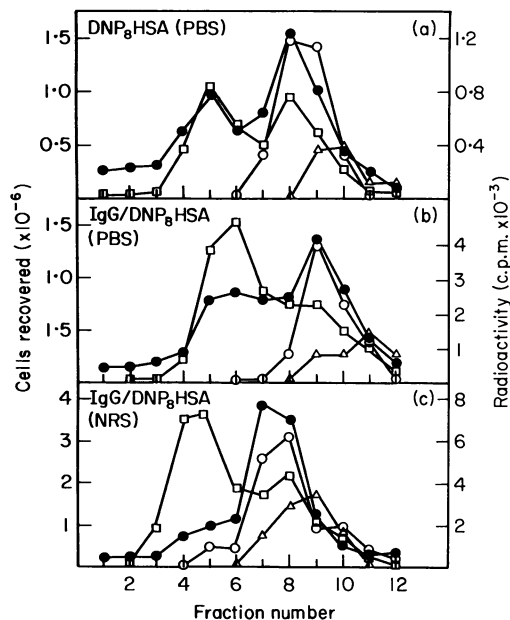 DNP₈HSA (PBS)
(a)
1·5
1·0
0·5
1·2
0·8
0·4
IgG/DNP₈HSA
(PBS)
(b)
1·5
1·0
1·5
4
3
2
1
IgG/DNP₈HSA
(NRS)
(c)
4
3
2
1
8
6
4
2
Cells recovered (x10⁻⁶)
Radioactivity (c.p.m. x10⁻³)
2 4 6 8 10 12
Fraction number